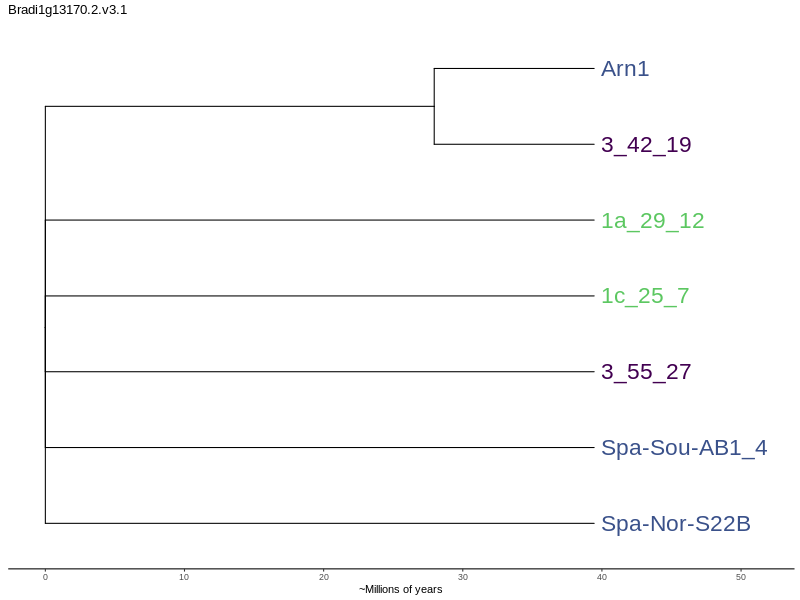 Bradi1g13170.2.v3.1
Arn1
3_42_19
1a_29_12
1c_25_7
3_55_27
Spa-Sou-AB1_4
Spa-Nor-S22B
0 10 20 30 40 50
~Millions of years